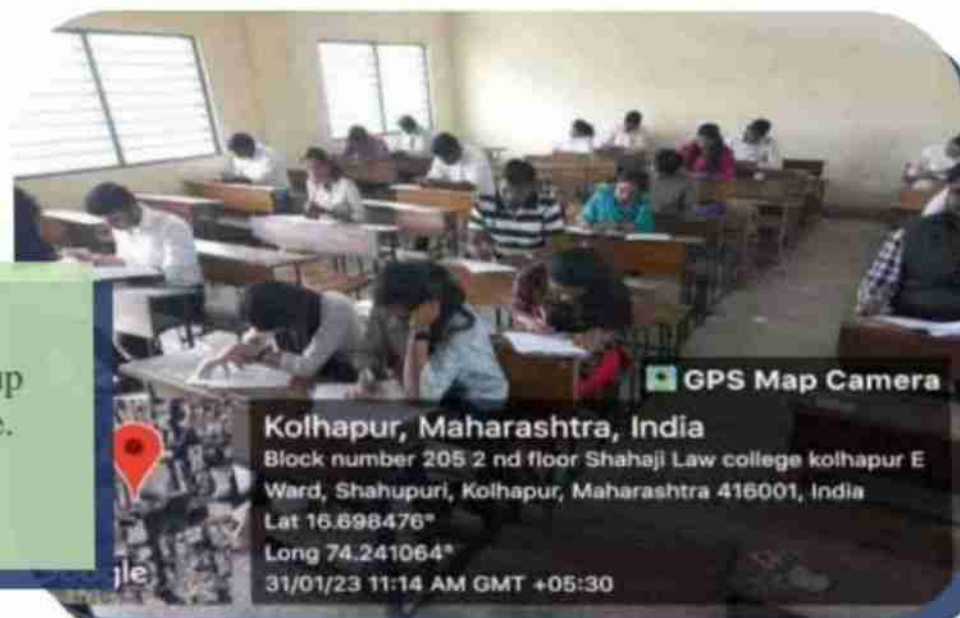 up
e.
GPS Map Camera
Kolhapur, Maharashtra, India
Block number 205 2 nd floor Shahaji Law college kolhapur E
Ward, Shahupuri, Kolhapur, Maharashtra 416001, India
Lat 16.698476°
Long 74.241064°
31/01/23 11:14 AM GMT +05:30